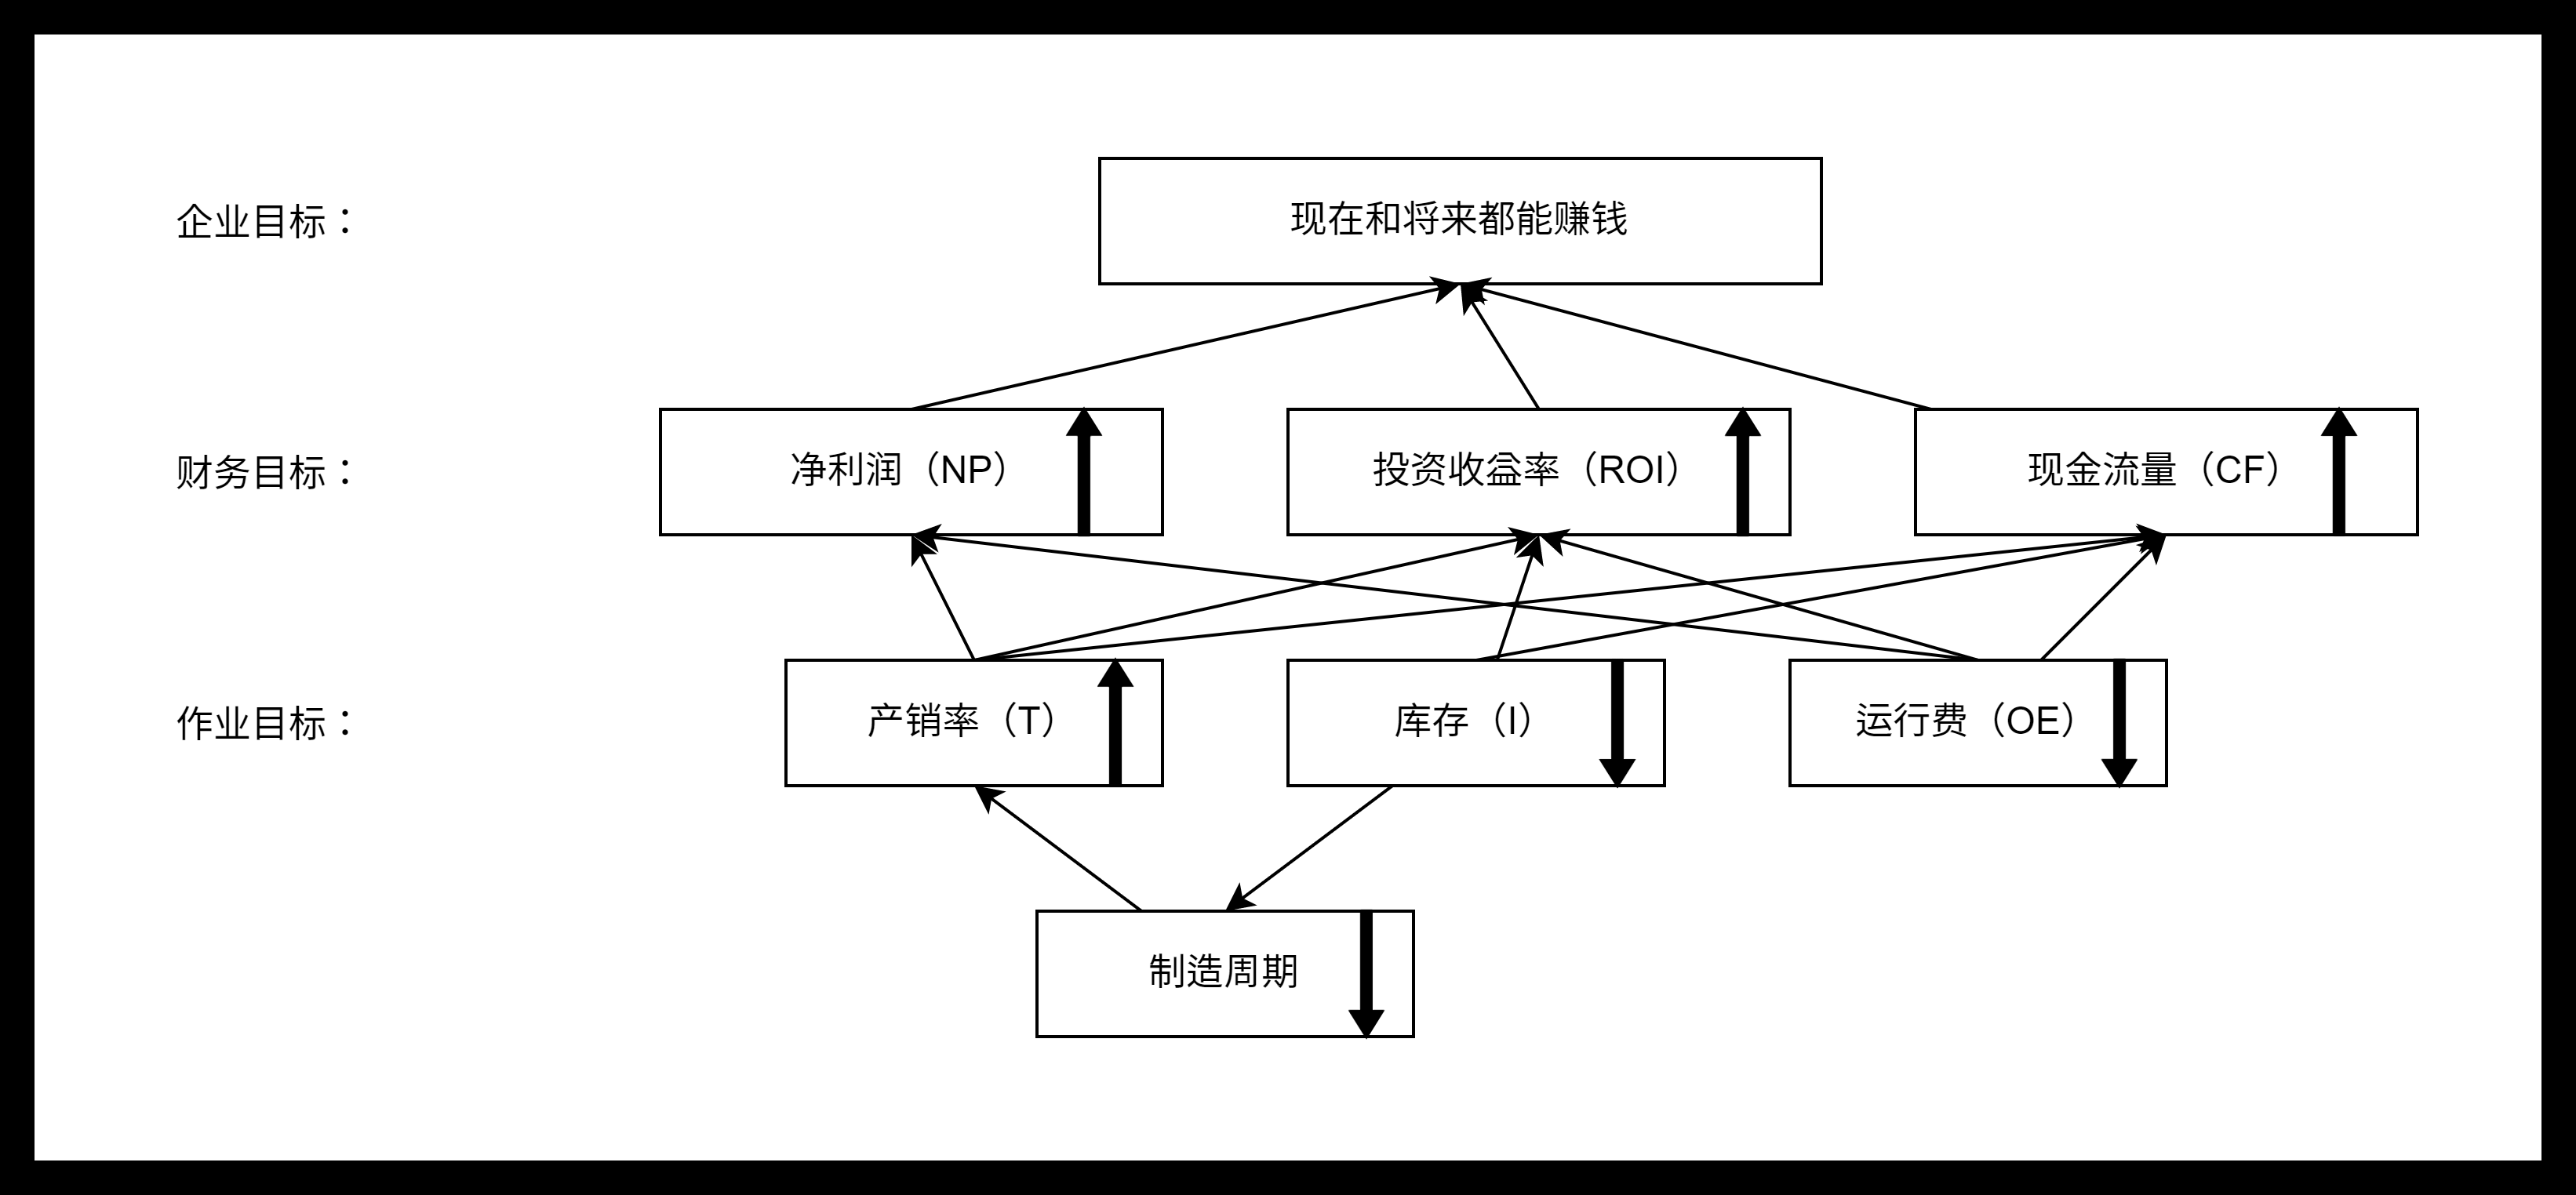 企业目标：
现在和将来都能赚钱
财务目标：
净利润（NP）
投资收益率（ROI）
现金流量（CF）
作业目标：
产销率（T）
库存（I）
运行费（OE）
制造周期